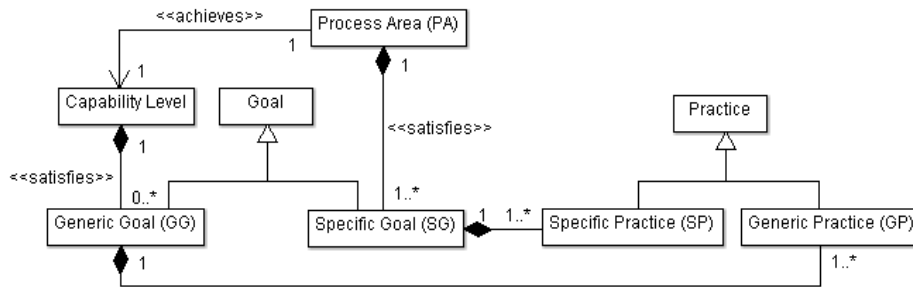 <<achieves>>
Process Area (PA)
1
1
1
Capability Level
Goal
Practice
1
<<satisfies>>
<<satisfies>>
0..*
1..*
Generic Goal (GG)
Specific Goal (SG)
1
1..*
Specific Practice (SP)
Generic Practice (GP)
1
1..*